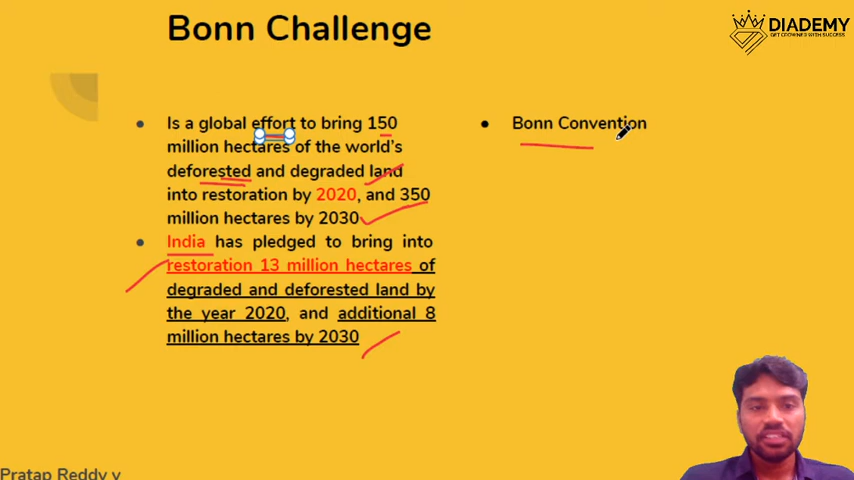 Bonn Challenge
DIADEMY
GET CROWNED WITH SUCCESS
Is a global effort to bring 150
million hectares of the world's
deforested and degraded land
into restoration by 2020, and 350
million hectares by 2030
India has pledged to bring into
restoration 13 million hectares of
degraded and deforested land by
the year 2020, and additional 8
million hectares by 2030
Bonn Convention
Pratap Reddy v